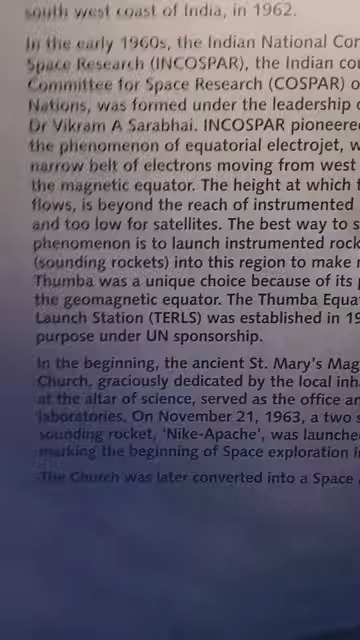 south west coast of India, in 1962.
In the early 1960s, the Indian National Com
Space Research (INCOSPAR), the Indian cou
Committee for Space Research (COSPAR) o
Nations, was formed under the leadership o
Dr Vikram A Sarabhai. INCOSPAR pioneere
the phenomenon of equatorial electrojet, w
narrow belt of electrons moving from west
the magnetic equator. The height at which t
flows, is beyond the reach of instrumented
and too low for satellites. The best way to s
phenomenon is to launch instrumented rock
(sounding rockets) into this region to make
Thumba was a unique choice because of its
the geomagnetic equator. The Thumba Equa
Launch Station (TERLS) was established in 19
purpose under UN sponsorship.
In the beginning, the ancient St. Mary's Mag
Church, graciously dedicated by the local inh
at the altar of science, served as the office an
laboratories. On November 21, 1963, a two s
sounding rocket, 'Nike-Apache', was launche
marking the beginning of Space exploration i
The Church was later converted into a Space